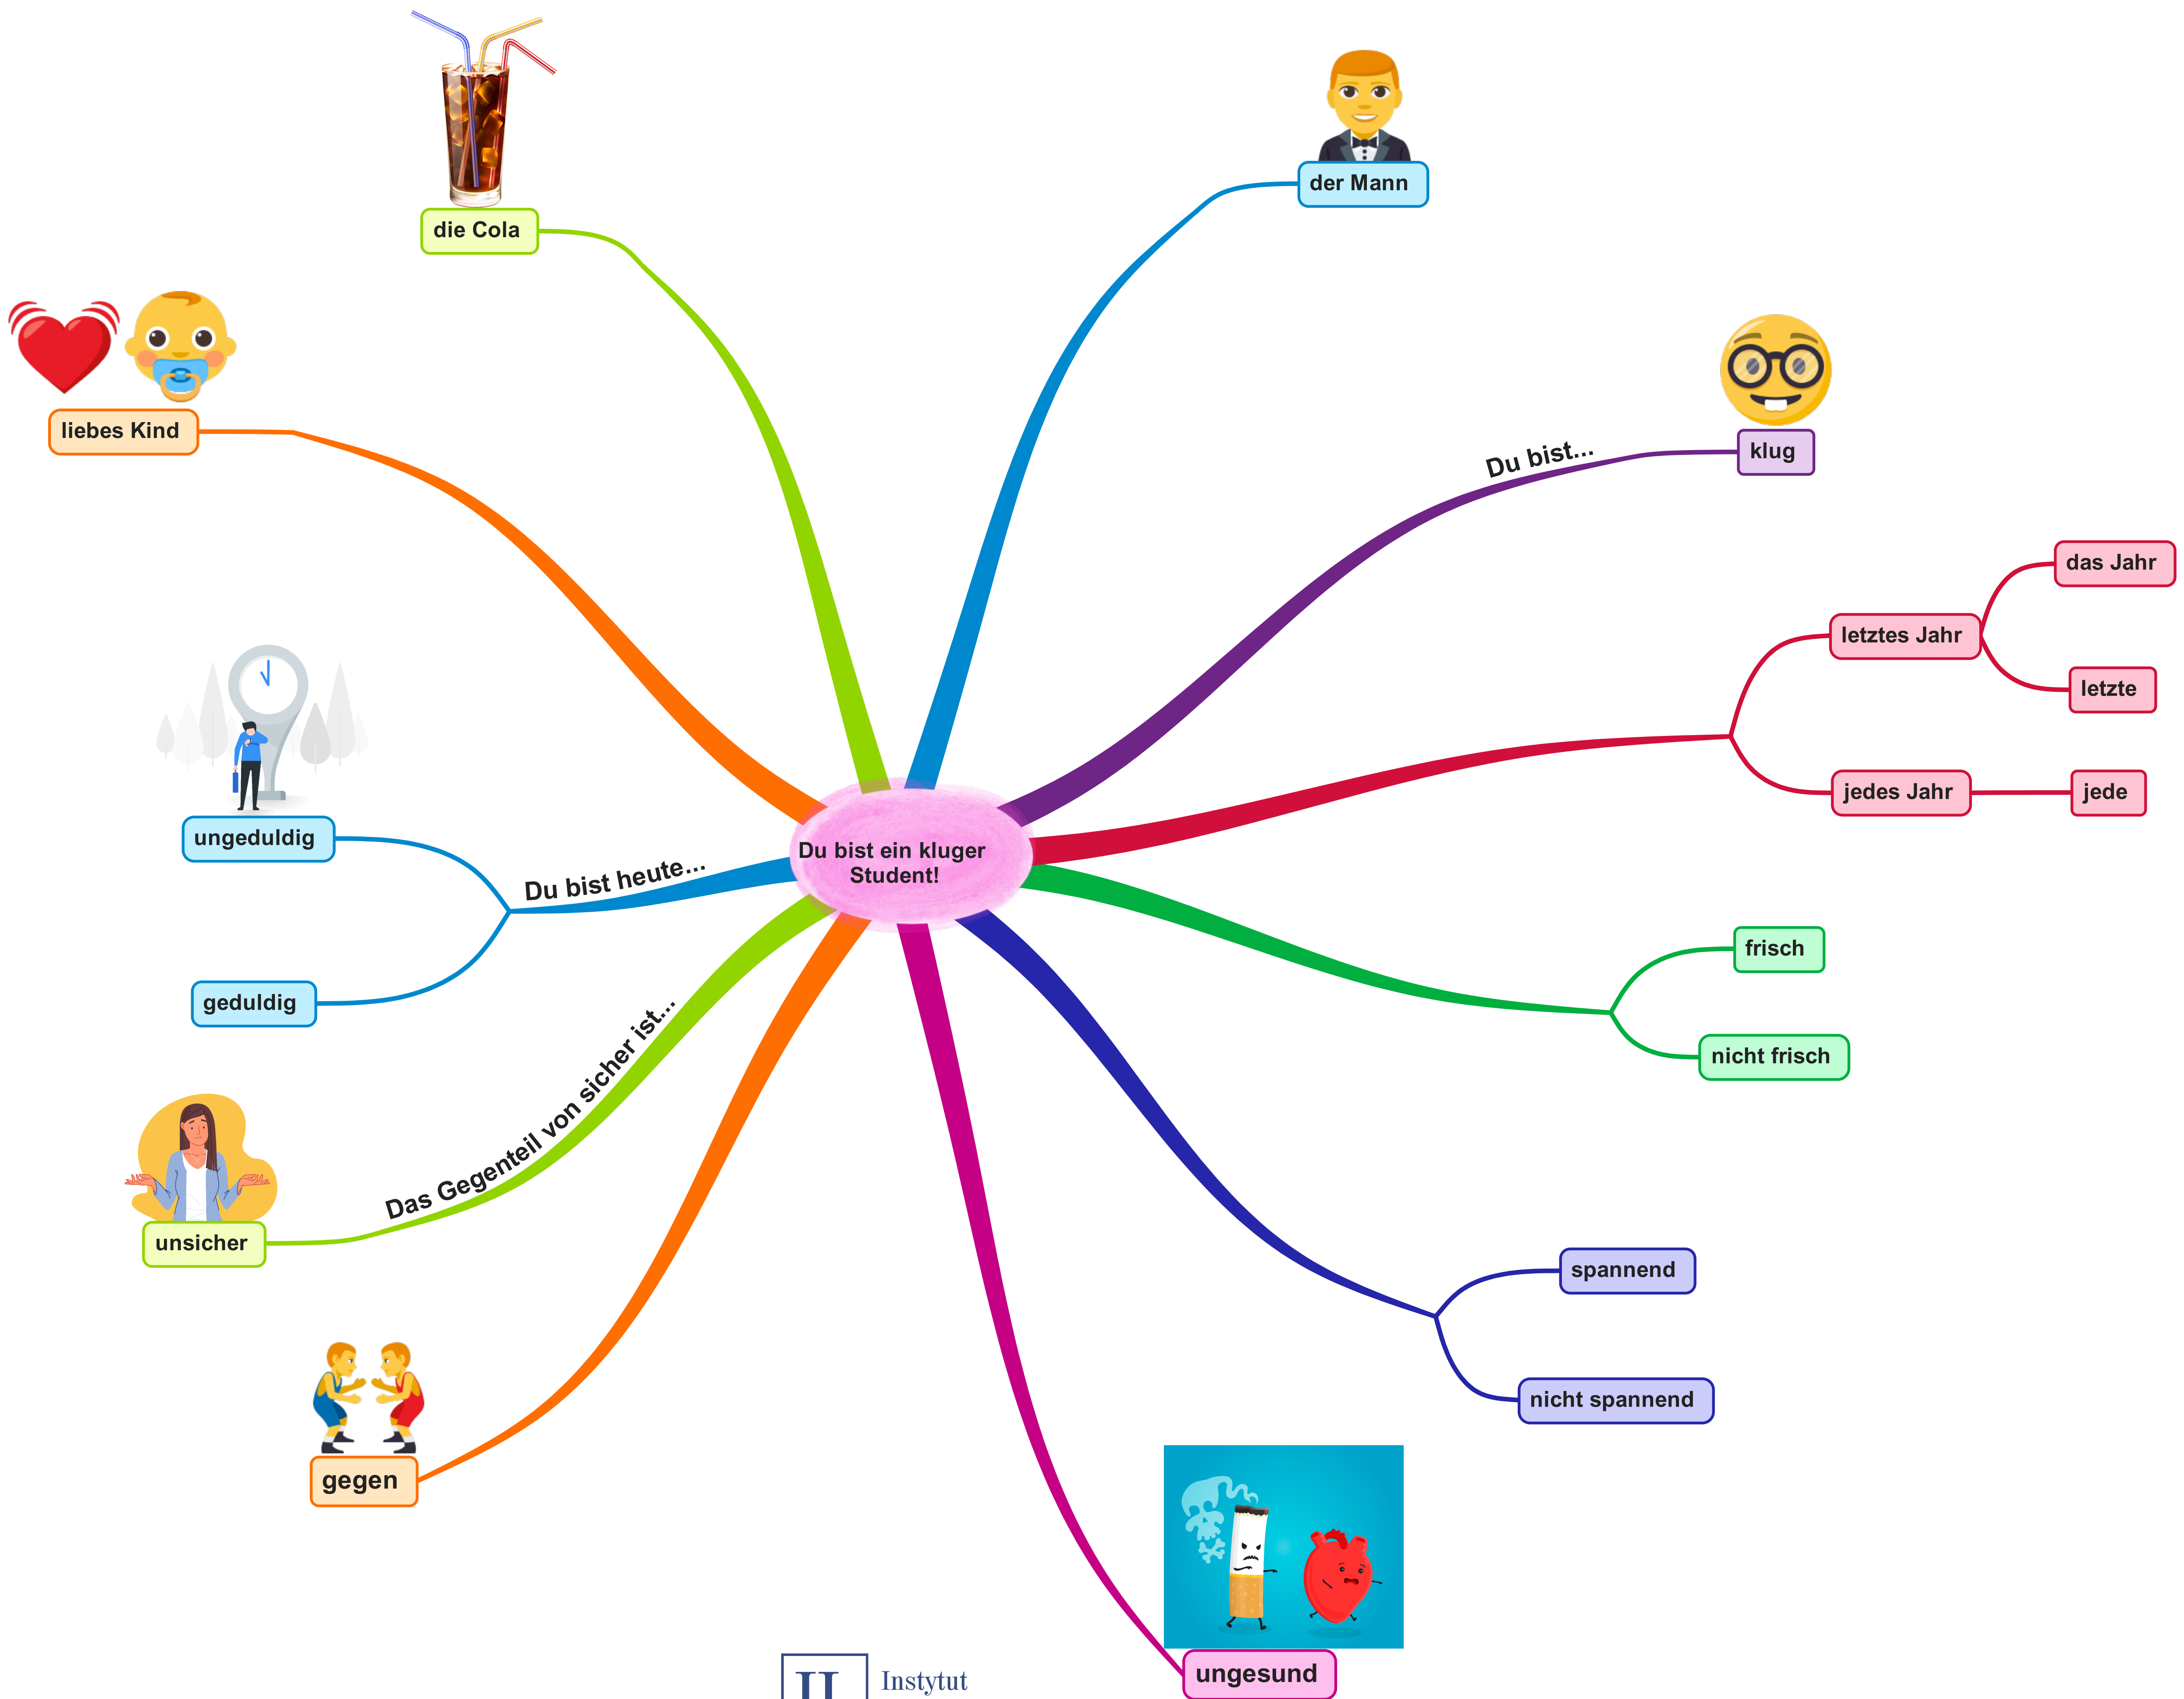 die Cola
der Mann
liebes Kind
Du bist...
klug
das Jahr
letztes Jahr
letzte
jedes Jahr
jede
Du bist ein kluger
Student!
ungeduldig
Du bist heute...
geduldig
frisch
nicht frisch
Das Gegenteil von sicher ist...
unsicher
spannend
nicht spannend
gegen
ungesund
Instytut